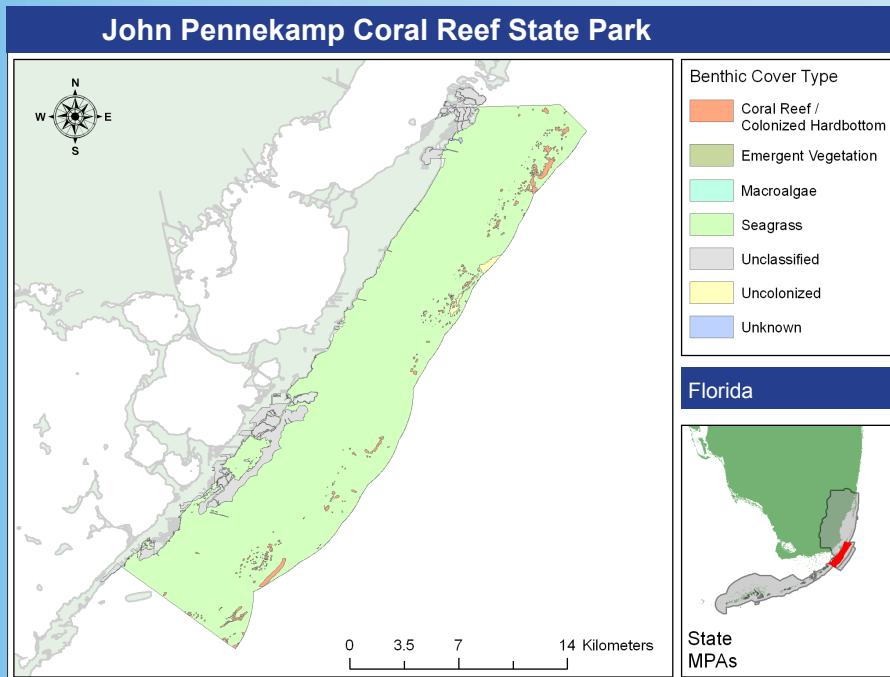 John Pennekamp Coral Reef State Park
N
W
E
S
Benthic Cover Type
Coral Reef /
Colonized Hardbottom
Emergent Vegetation
Macroalgae
Seagrass
Unclassified
Uncolonized
Unknown
Florida
State
MPAs
0 3.5 7 14 Kilometers